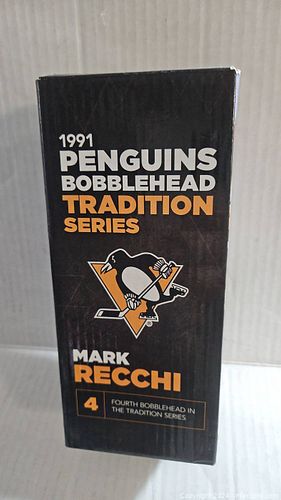 1991
PENGUINS
BOBBLEHEAD
TRADITION
SERIES
®
MARK
RECCHI
4
FOURTH BOBBLEHEAD IN
THE TRADITION SERIES